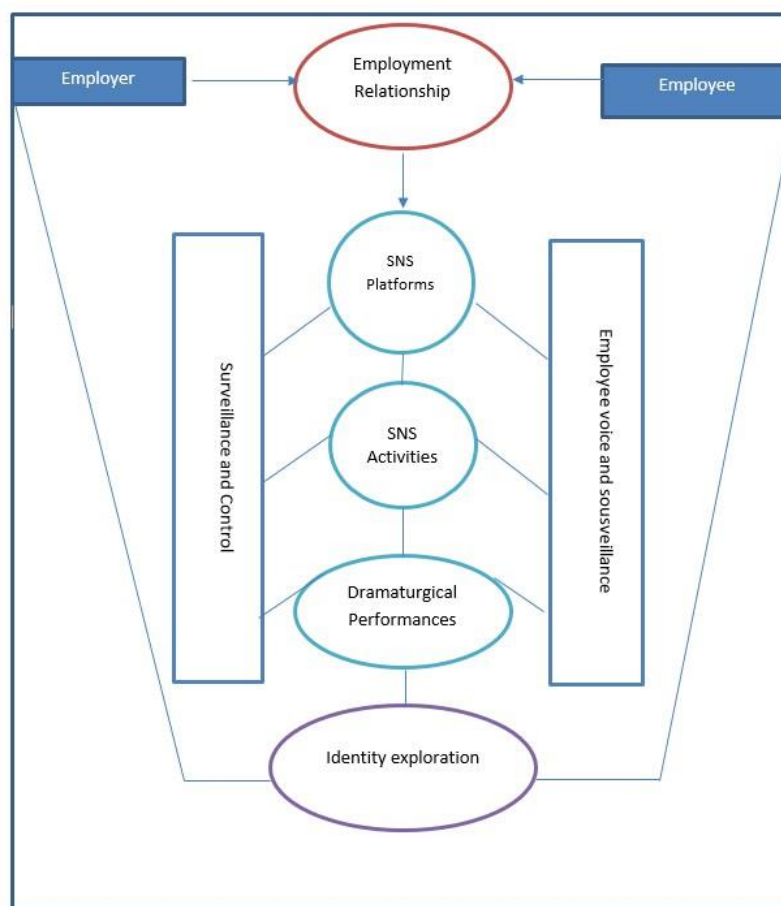 Employer
Employment
Relationship
Employee
SNS
Platforms
Surveillance and Control
Employee voice and sousveillance
SNS
Activities
Dramaturgical
Performances
Identity exploration